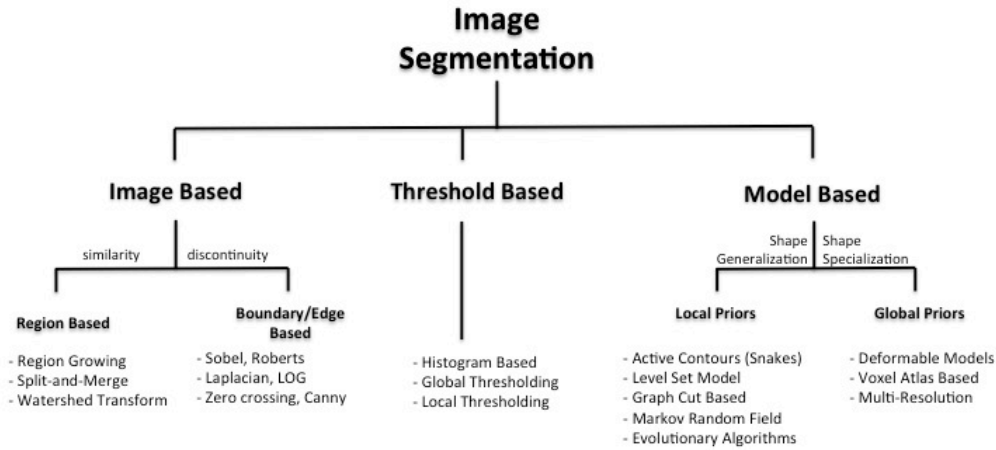 Image
Segmentation
Image Based
Threshold Based
Model Based
similarity
discontinuity
Shape
Generalization
Shape
Specialization
Region Based
- Region Growing
- Split-and-Merge
- Watershed Transform
Boundary/Edge
Based
- Sobel, Roberts
- Laplacian, LOG
- Zero crossing, Canny
- Histogram Based
- Global Thresholding
- Local Thresholding
Local Priors
- Active Contours (Snakes)
- Level Set Model
- Graph Cut Based
- Markov Random Field
- Evolutionary Algorithms
Global Priors
- Deformable Models
- Voxel Atlas Based
- Multi-Resolution